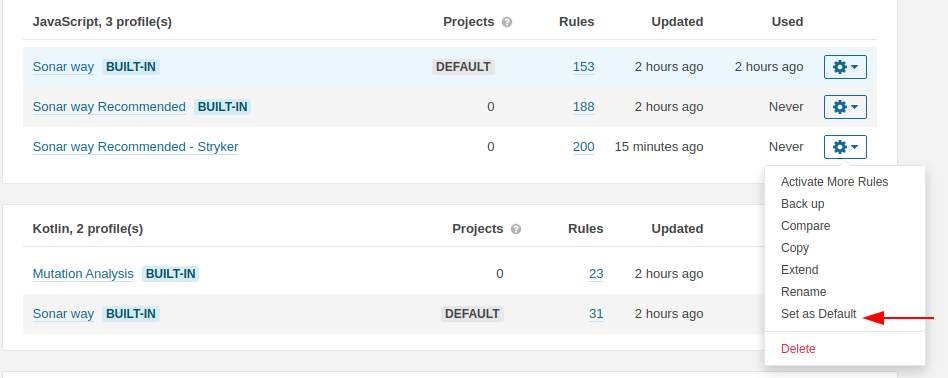 JavaScript, 3 profile(s) Projects ? Rules Updated Used
Sonar way BUILT-IN DEFAULT 153 2 hours ago 2 hours ago
Sonar way Recommended BUILT-IN 0 188 2 hours ago Never
Sonar way Recommended - Stryker 0 200 15 minutes ago Never
Activate More Rules
Back up
Compare
Copy
Extend
Rename
Set as Default
Delete
Kotlin, 2 profile(s) Projects ? Rules Updated
Mutation Analysis BUILT-IN 0 23 2 hours ago
Sonar way BUILT-IN DEFAULT 31 2 hours ago